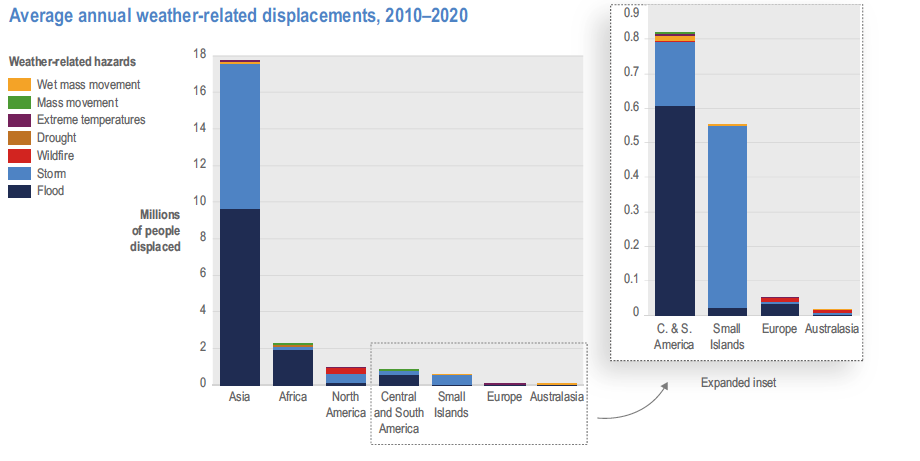 Average annual weather-related displacements, 2010–2020
Weather-related hazards
Wet mass movement
Mass movement
Extreme temperatures
Drought
Wildfire
Storm
Flood
Millions
of people
displaced
18
16
14
12
10
8
6
4
2
0
Asia
Africa
North
America
Central
and South
America
Small
Islands
Europe
Australasia
0.9
0.8
0.7
0.6
0.5
0.4
0.3
0.2
0.1
0
C. & S.
America
Small
Islands
Europe
Australasia
Expanded inset